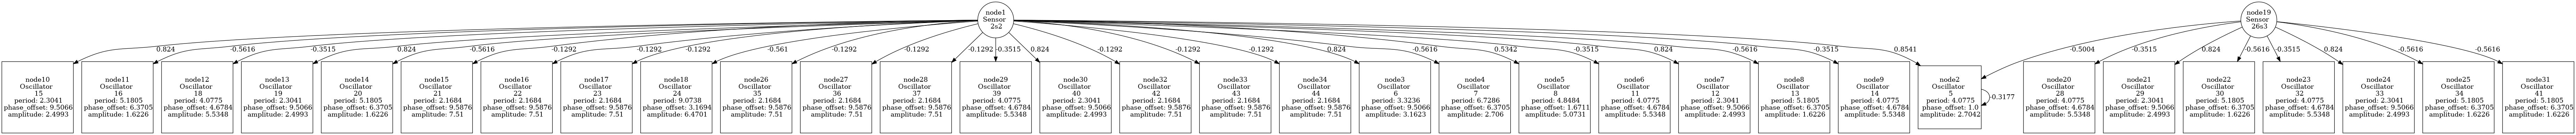 node1
Sensor
2s2
node19
Sensor
26s3
0.824
-0.5616
-0.3515
0.824
-0.5616
-0.1292
-0.1292
-0.1292
-0.561
-0.1292
-0.1292
-0.1292
-0.3515
0.824
-0.1292
-0.1292
-0.1292
0.824
-0.5616
0.5342
-0.3515
0.824
-0.5616
-0.3515
0.8541
-0.5004
-0.3515
0.824
-0.5616
-0.3515
0.824
-0.5616
-0.5616
node10
Oscillator
15
period: 2.3041
phase_offset: 9.5066
amplitude: 2.4993
node11
Oscillator
16
period: 5.1805
phase_offset: 6.3705
amplitude: 1.6226
node12
Oscillator
18
period: 4.0775
phase_offset: 4.6784
amplitude: 5.5348
node13
Oscillator
19
period: 2.3041
phase_offset: 9.5066
amplitude: 2.4993
node14
Oscillator
20
period: 5.1805
phase_offset: 6.3705
amplitude: 1.6226
node15
Oscillator
21
period: 2.1684
phase_offset: 9.5876
amplitude: 7.51
node16
Oscillator
22
period: 2.1684
phase_offset: 9.5876
amplitude: 7.51
node17
Oscillator
23
period: 2.1684
phase_offset: 9.5876
amplitude: 7.51
node18
Oscillator
24
period: 9.0738
phase_offset: 3.1694
amplitude: 6.4701
node26
Oscillator
35
period: 2.1684
phase_offset: 9.5876
amplitude: 7.51
node27
Oscillator
36
period: 2.1684
phase_offset: 9.5876
amplitude: 7.51
node28
Oscillator
37
period: 2.1684
phase_offset: 9.5876
amplitude: 7.51
node29
Oscillator
39
period: 4.0775
phase_offset: 4.6784
amplitude: 5.5348
node30
Oscillator
40
period: 2.3041
phase_offset: 9.5066
amplitude: 2.4993
node32
Oscillator
42
period: 2.1684
phase_offset: 9.5876
amplitude: 7.51
node33
Oscillator
43
period: 2.1684
phase_offset: 9.5876
amplitude: 7.51
node34
Oscillator
44
period: 2.1684
phase_offset: 9.5876
amplitude: 7.51
node3
Oscillator
6
period: 3.3236
phase_offset: 9.5066
amplitude: 3.1623
node4
Oscillator
7
period: 6.7286
phase_offset: 6.3705
amplitude: 2.706
node5
Oscillator
8
period: 4.8484
phase_offset: 1.6711
amplitude: 5.0731
node6
Oscillator
11
period: 4.0775
phase_offset: 4.6784
amplitude: 5.5348
node7
Oscillator
12
period: 2.3041
phase_offset: 9.5066
amplitude: 2.4993
node8
Oscillator
13
period: 5.1805
phase_offset: 6.3705
amplitude: 1.6226
node9
Oscillator
14
period: 4.0775
phase_offset: 4.6784
amplitude: 5.5348
node2
Oscillator
5
period: 4.0775
phase_offset: 1.0
amplitude: 2.7042
-0.3177
node20
Oscillator
28
period: 4.0775
phase_offset: 4.6784
amplitude: 5.5348
node21
Oscillator
29
period: 2.3041
phase_offset: 9.5066
amplitude: 2.4993
node22
Oscillator
30
period: 5.1805
phase_offset: 6.3705
amplitude: 1.6226
node23
Oscillator
32
period: 4.0775
phase_offset: 4.6784
amplitude: 5.5348
node24
Oscillator
33
period: 2.3041
phase_offset: 9.5066
amplitude: 2.4993
node25
Oscillator
34
period: 5.1805
phase_offset: 6.3705
amplitude: 1.6226
node31
Oscillator
41
period: 5.1805
phase_offset: 6.3705
amplitude: 1.6226